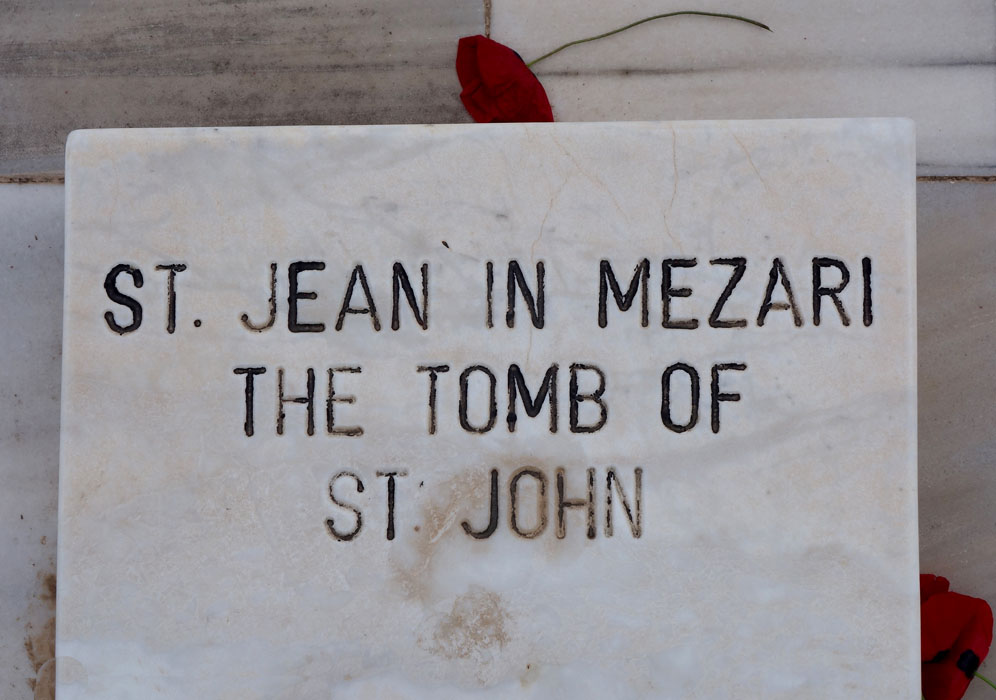 ST. JEAN IN MEZARI
THE TOMB OF
ST. JOHN